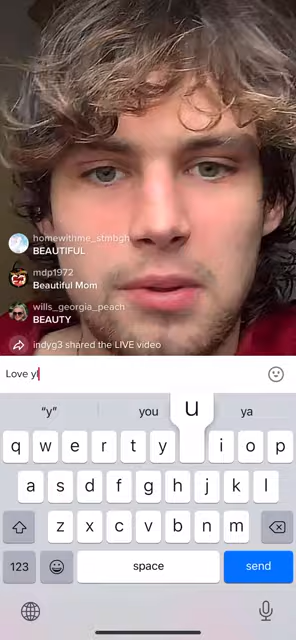 homewithme_stmbgh
BEAUTIFUL
mdp1972
Beautiful Mom
wills_georgia_peach
BEAUTY
indyg3 shared the LIVE video
Love y
“y”
you
u
ya
q w e r t y i o p
a s d f g h j k l
z x c v b n m
123
space
send